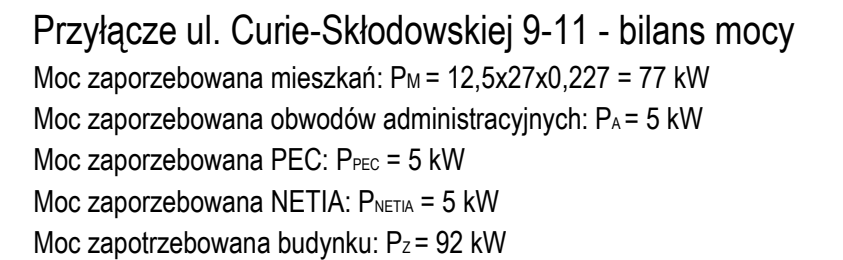 Przyłącze ul. Curie-Skłodowskiej 9-11 - bilans mocy
Moc zaporzebowana mieszkań: PM = 12,5x27x0,227 = 77 kW
Moc zaporzebowana obwodów administracyjnych: PA = 5 kW
Moc zaporzebowana PEC: PPEC = 5 kW
Moc zaporzebowana NETIA: PNETIA = 5 kW
Moc zapotrzebowana budynku: PZ = 92 kW